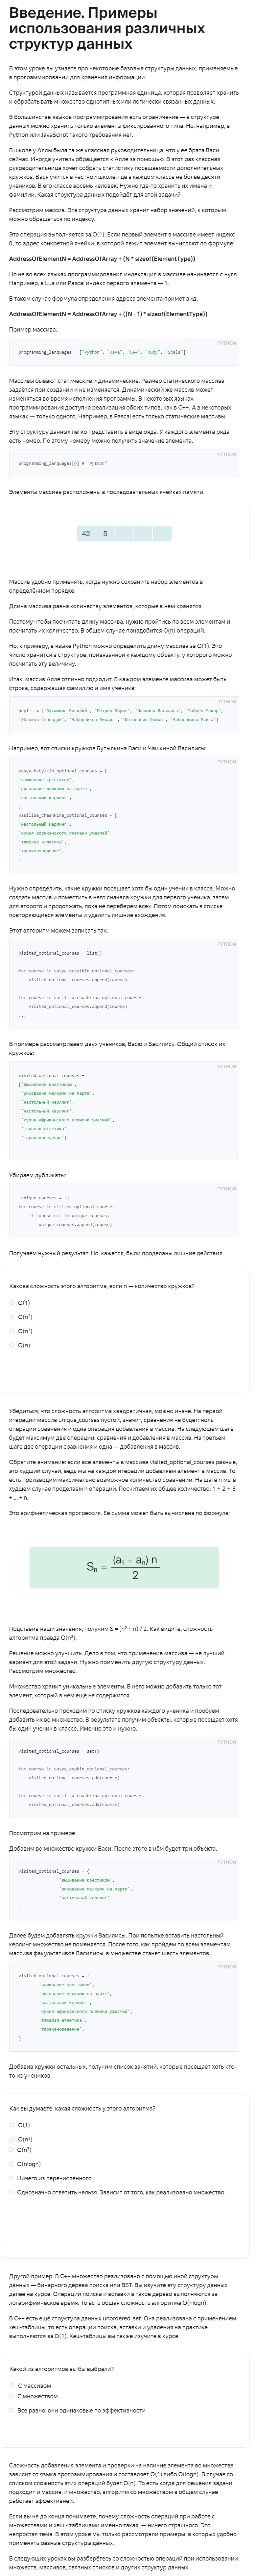 Введение. Примеры
использования различных
структур данных
В этом уроке вы узнаете про некоторые базовые структуры данных, применяемые
в программировании для хранения информации.
Структурой данных называется программная единица, которая позволяет хранить
и обрабатывать множество однотипных или логически связанных данных.
В большинстве языков программирования есть ограничение — в структуре
данных можно хранить только элементы фиксированного типа. Но, например, в
Python или JavaScript такого требования нет.
В школе у Аллы была та же классная руководительница, что у её брата Васи
сейчас. Иногда учитель обращается к Алле за помощью. В этот раз классная
руководительница хочет собрать статистику посещаемости дополнительных
кружков. Вася учится в частной школе, где в каждом классе не более десяти
учеников. В его классе восемь человек. Нужно где-то хранить их имена и
фамилии. Какая структура данных подойдёт для этой задачи?
Рассмотрим массив. Эта структура данных хранит набор значений, к которым
можно обращаться по индексу.
Эта операция выполняется за O(1). Если первый элемент в массиве имеет индекс
0, то адрес конкретной ячейки, в которой лежит элемент вычисляют по формуле:
AddressOfElementN = AddressOfArray + (N * sizeof(ElementType))
Но не во всех языках программирования индексация в массиве начинается с нуля.
Например, в Lua или Pascal индекс первого элемента — 1.
В таком случае формула определения адреса элемента примет вид:
AddressOfElementN = AddressOfArray + ((N - 1) * sizeof(ElementType))
Пример массива:
PYTHON
programming_languages = ["Python", "Java", "C++", "Ruby", "Scala"]
Массивы бывают статические и динамические. Размер статического массива
задаётся при создании и не изменяется. Динамический же массив может
изменяться во время исполнения программы. В некоторых языках
программирования доступна реализация обоих типов, как в C++. А в некоторых
языках — только одного. Например, в Pascal есть только статические массивы.
Эту структуру данных легко представить в виде ряда. У каждого элемента ряда
есть номер. По этому номеру можно получить значение элемента.
PYTHON
programming_languages[0] # "Python"
Элементы массива расположены в последовательных ячейках памяти.
42 5
Массив удобно применять, когда нужно сохранить набор элементов в
определённом порядке.
Длина массива равна количеству элементов, которые в нём хранятся.
Поэтому чтобы посчитать длину массива, нужно пройтись по всем элементам и
посчитать их количество. В общем случае понадобится O(n) операций.
Но, к примеру, в языке Python можно определить длину массива за O(1). Это
число хранится в структуре, привязанной к каждому объекту, у которого можно
посчитать эту величину.
Итак, массив Алле отлично подходит. В каждом элементе массива может быть
строка, содержащая фамилию и имя ученика:
PYTHON
pupils = ['Бутылкин Василий', 'Петров Борис', 'Чашкина Василиса', 'Зайцев Макар',
'Яблоков Геннадий', 'Заборчиков Михаил', 'Котомасин Роман', 'Забывакина Раиса']
Например, вот списки кружков Бутылкина Васи и Чашкиной Василисы:
PYTHON
vasya_butylkin_optional_courses = [
'вышивание крестиком',
'рисование мелками на парте',
'настольный керлинг',
]
vasilisa_chashkina_optional_courses = [
'настольный керлинг',
'кухня африканского племени уамсвай',
'тяжелая атлетика',
'таракановедение',
]
Нужно определить, какие кружки посещает хотя бы один ученик в классе. Можно
создать массив и поместить в него сначала кружки для первого ученика, затем
для второго и продолжать, пока не переберём всех. Потом поискать в списке
повторяющиеся элементы и удалить лишние вхождения.
Этот алгоритм можем записать так:
PYTHON
visited_optional_courses = list()
for course in vasya_butylkin_optional_courses:
visited_optional_courses.append(course)
for course in vasilisa_chashkina_optional_courses:
visited_optional_courses.append(course)
...
В примере рассматриваем двух учеников, Васю и Василису. Общий список их
кружков:
PYTHON
visited_optional_courses =
['вышивание крестиком',
'рисование мелками на парте',
'настольный керлинг',
'настольный керлинг',
'кухня африканского племени уамсвай',
'тяжелая атлетика',
'таракановедение']
Убираем дубликаты:
PYTHON
unique_courses = []
for course in visited_optional_courses:
if course not in unique_courses:
unique_courses.append(course)
Получаем нужный результат. Но, кажется, были проделаны лишние действия.
Какова сложность этого алгоритма, если n — количество кружков?
O(1)
O(n²)
O(n³)
O(n)
Убедиться, что сложность алгоритма квадратичная, можно иначе. На первой
итерации массив unique_courses пустой, значит, сравнения не будет: ноль
операций сравнения и одна операция добавления в массив. На следующем шаге
будет максимум две операции: сравнения и добавления в массив. На третьем
шаге две операции сравнения и одна — добавления в массив.
Обратите внимание: если все элементы в массиве visited_optional_courses разные,
это худший случай, ведь мы на каждой итерации добавляем элемент в массив. То
есть производим максимально возможное количество сравнений. На шаге n мы в
худшем случае проделаем n операций. Посчитаем их общее количество: 1 + 2 + 3
+ ... + n.
Это арифметическая прогрессия. Её сумма может быть вычислена по формуле:
Sₙ = (a₁ + aₙ) n
2
Подставив наши значения, получим S = (n² + n) / 2. Как видите, сложность
алгоритма правда O(n²).
Решение можно улучшить. Дело в том, что применение массива — не лучший
вариант для этой задачи. Нужно применить другую структуру данных.
Рассмотрим множество.
Множество хранит уникальные элементы. В него можно добавить только тот
элемент, который в нём ещё не содержится.
Последовательно проходим по списку кружков каждого ученика и пробуем
добавить их во множество. В результате получим объекты, которые посещает хотя
бы один ученик в классе. Именно это и нужно.
PYTHON
visited_optional_courses = set()
for course in vasya_pupkin_optional_courses:
visited_optional_courses.add(course)
for course in vasilisa_chashkina_optional_courses:
visited_optional_courses.add(course)
Посмотрим на примере.
Добавим во множество кружки Васи. После этого в нём будет три объекта.
PYTHON
visited_optional_courses = {
'вышивание крестиком',
'рисование мелками на парте',
'настольный керлинг',
}
Далее будем добавлять кружки Василисы. При попытке вставить настольный
кёрлинг множество не поменяется. После того, как пройдём по всем элементам
массива факультативов Василисы, в множестве станет шесть элементов.
PYTHON
visited_optional_courses = {
'вышивание крестиком',
'рисование мелками на парте',
'настольный керлинг',
'кухня африканского племени уамсвай',
'тяжелая атлетика',
'таракановедение',
}
Добавив кружки остальных, получим список занятий, которые посещает хоть кто-
то из учеников.
Как вы думаете, какая сложность у этого алгоритма?
O(1)
O(n²)
O(n³)
O(nlogn)
Ничего из перечисленного.
Однозначно ответить нельзя. Зависит от того, как реализовано множество.
Другой пример. В C++ множество реализовано с помощью иной структуры
данных — бинарного дерева поиска или BST. Вы изучите эту структуру данных
далее на курсе. Операции поиска и вставки в такое дерево выполняются за
логарифмическое время. То есть общая сложность алгоритма O(nlogn).
В C++ есть ещё структура данных unordered_set. Она реализована с применением
хеш-таблицы, то есть операции поиска, вставки и удаления на практике
выполняются за O(1). Хеш-таблицы вы также изучите в курсе.
Какой из алгоритмов вы бы выбрали?
С массивом
С множеством
Все равно, они одинаковые по эффективности
Сложность добавления элемента и проверки на наличие элемента во множестве
зависит от языка программирования и составляет O(1) либо O(logn). В случае со
списком сложность этих операций будет O(n). То есть когда для решения задачи
подходит и массив, и множество, алгоритм со множеством в общем случае
работает эффективней.
Если вы не до конца понимаете, почему сложность операций при работе с
множествами и хеш - таблицами именно такая, — ничего страшного. Это
непростая тема. В этом уроке мы только рассмотрели примеры, в которых удобно
применять разные структуры данных.
В следующих уроках вы разберётесь со сложностью операций при использовании
множеств, массивов, связных списков и других структур данных.